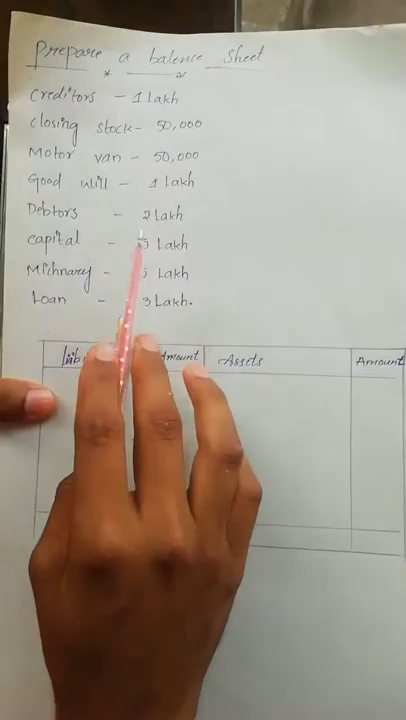 Prepare a balence Sheet
Creditors - 1 Lakh
Closing stock - 50,000
Motor van - 50,000
Good will - 1 Lakh
Debtors - 2 Lakh
Capital - Lakh
Michnary - Lakh
Loan - 3 Lakh.
Amount Assets Amount